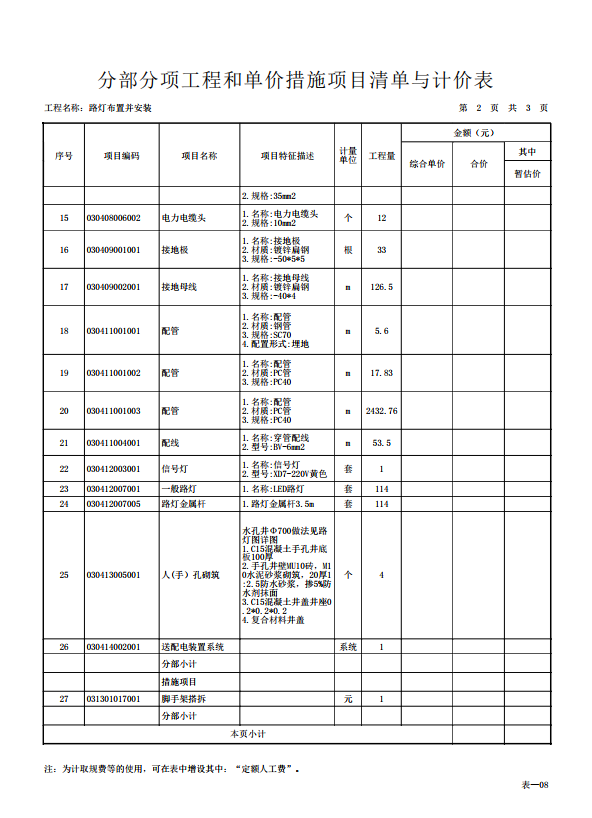 分部分项工程和单价措施项目清单与计价表
工程名称：路灯布置并安装 第 2 页 共 3 页
序号 项目编码 项目名称 项目特征描述 计量单位 工程量 金额（元）
综合单价 合价 其中
暂估价
2.规格:35mm2
15 030408006002 电力电缆头 1.名称:电力电缆头 个 12
2.规格:10mm2
16 030409001001 接地极 1.名称:接地极 根 33
2.材质:镀锌扁钢
3.规格:-50*5*5
17 030409002001 接地母线 1.名称:接地母线 m 126.5
2.材质:镀锌扁钢
3.规格:-40*4
18 030411001001 配管 1.名称:配管 m 5.6
2.材质:钢管
3.规格:SC70
4.配置形式:埋地
19 030411001002 配管 1.名称:配管 m 17.83
2.材质:PC管
3.规格:PC40
20 030411001003 配管 1.名称:配管 m 2432.76
2.材质:PC管
3.规格:PC40
21 030411004001 配线 1.名称:穿管配线 m 53.5
2.型号:BV-6mm2
22 030412003001 信号灯 1.名称:信号灯 套 1
2.型号:XD7-220V黄色
23 030412007001 一般路灯 1.名称:LED路灯 套 114
24 030412007005 路灯金属杆 1.路灯金属杆3.5m 套 114
25 030413005001 人(手）孔砌筑 水孔井Φ700做法见路 个 4
灯图详图
1.C15混凝土手孔井底
板100厚
2.手孔井壁MU10砖，M1
0水泥砂浆砌筑，20厚1
:2.5防水砂浆，掺5%防
水剂抹面
3.C15混凝土井盖井座0
.2*0.2*0.2
4.复合材料井盖
26 030414002001 送配电装置系统 系统 1
分部小计
措施项目
27 031301017001 脚手架搭拆 元 1
分部小计
本页小计
注：为计取规费等的使用，可在表中增设其中：“定额人工费”。
表—08